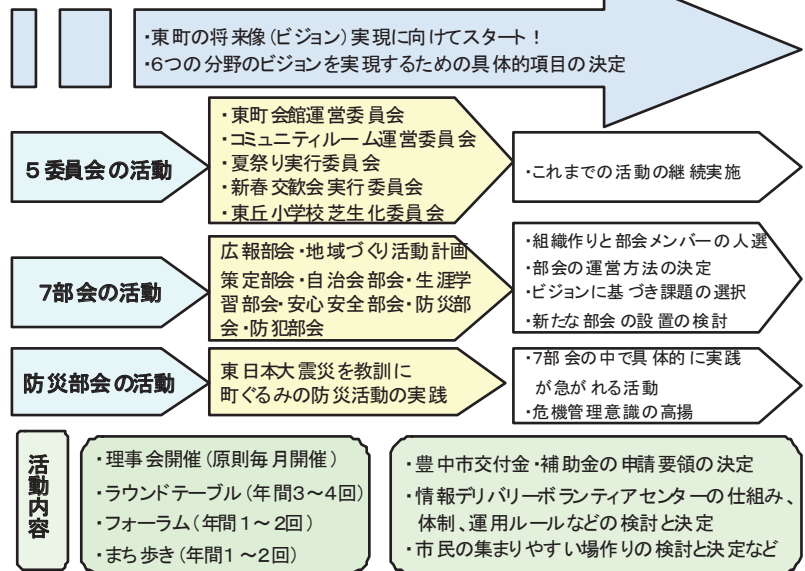 ・東町の将来像(ビジョン)実現に向けてスタート！
・6つの分野のビジョンを実現するための具体的項目の決定
5委員会の活動
・東町会館運営委員会
・コミュニティルーム運営委員会
・夏祭り実行委員会
・新春交歓会実行委員会
・東丘小学校芝生化委員会
・これまでの活動の継続実施
7部会の活動
広報部会・地域づくり活動計画
策定部会・自治会部会・生涯学
習部会・安心安全部会・防災部
会・防犯部会
・組織作りと部会メンバーの人選
・部会の運営方法の決定
・ビジョンに基づき課題の選択
・新たな部会の設置の検討
防災部会の活動
東日本大震災を教訓に
町ぐるみの防災活動の実践
・7部会の中で具体的に実践
が急がれる活動
・危機管理意識の高揚
活動内容
・理事会開催(原則毎月開催)
・ラウンドテーブル(年間3～4回)
・フォーラム(年間1～2回)
・まち歩き(年間1～2回)
・豊中市交付金・補助金の申請要領の決定
・情報デリバリーボランティアセンターの仕組み、
体制、運用ルールなどの検討と決定
・市民の集まりやすい場作りの検討と決定など